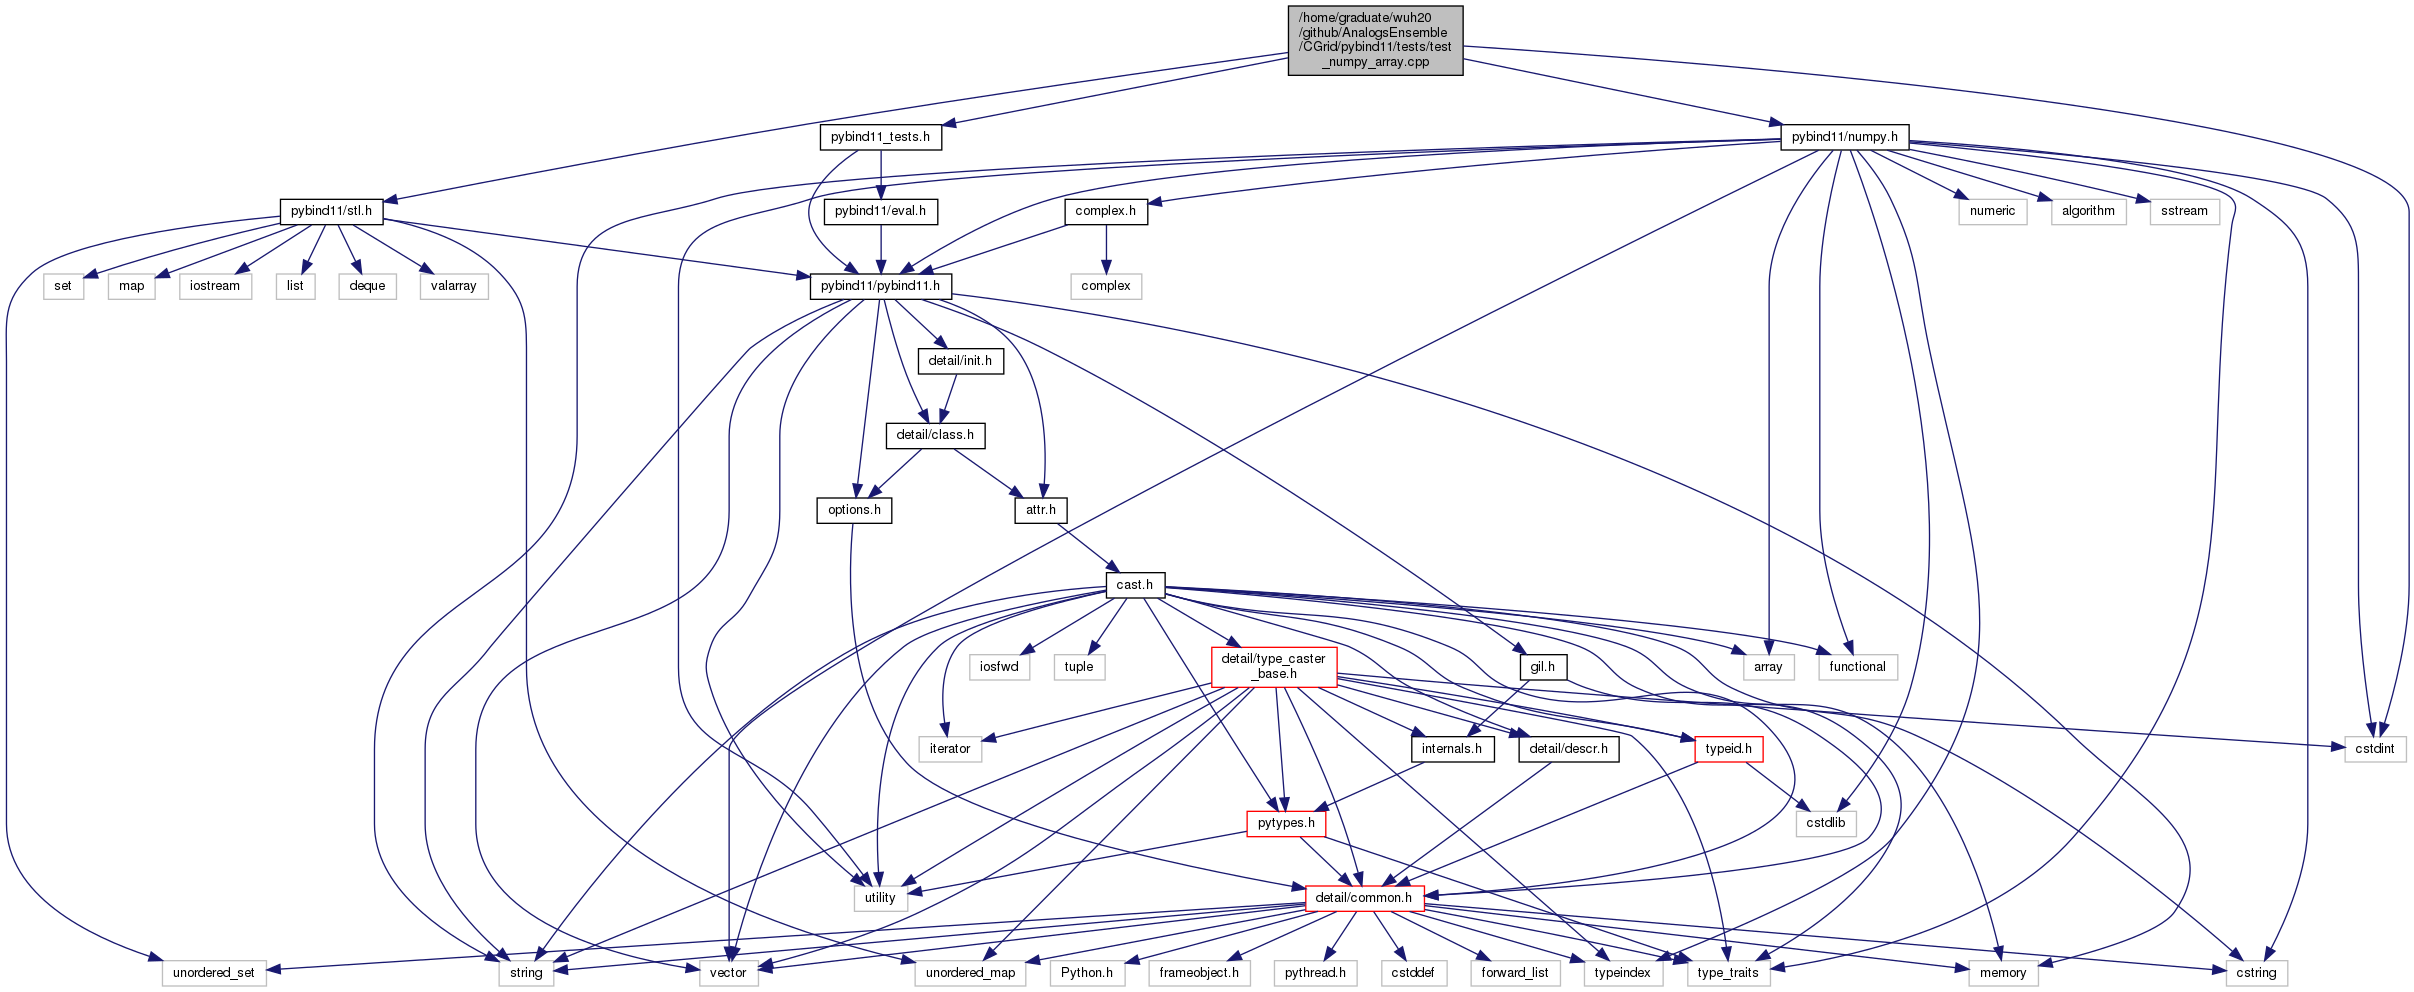 /home/graduate/wuh20
/github/AnalogsEnsemble
/CGrid/pybind11/tests/test
_numpy_array.cpp
pybind11_tests.h
pybind11/numpy.h
pybind11/stl.h
pybind11/eval.h
complex.h
numeric
algorithm
sstream
set
map
iostream
list
deque
valarray
pybind11/pybind11.h
complex
detail/init.h
detail/class.h
options.h
attr.h
cast.h
iosfwd
tuple
detail/type_caster
_base.h
gil.h
array
functional
iterator
internals.h
detail/descr.h
typeid.h
cstdint
pytypes.h
cstdlib
utility
detail/common.h
unordered_set
string
vector
unordered_map
Python.h
frameobject.h
pythread.h
cstddef
forward_list
typeindex
type_traits
memory
cstring